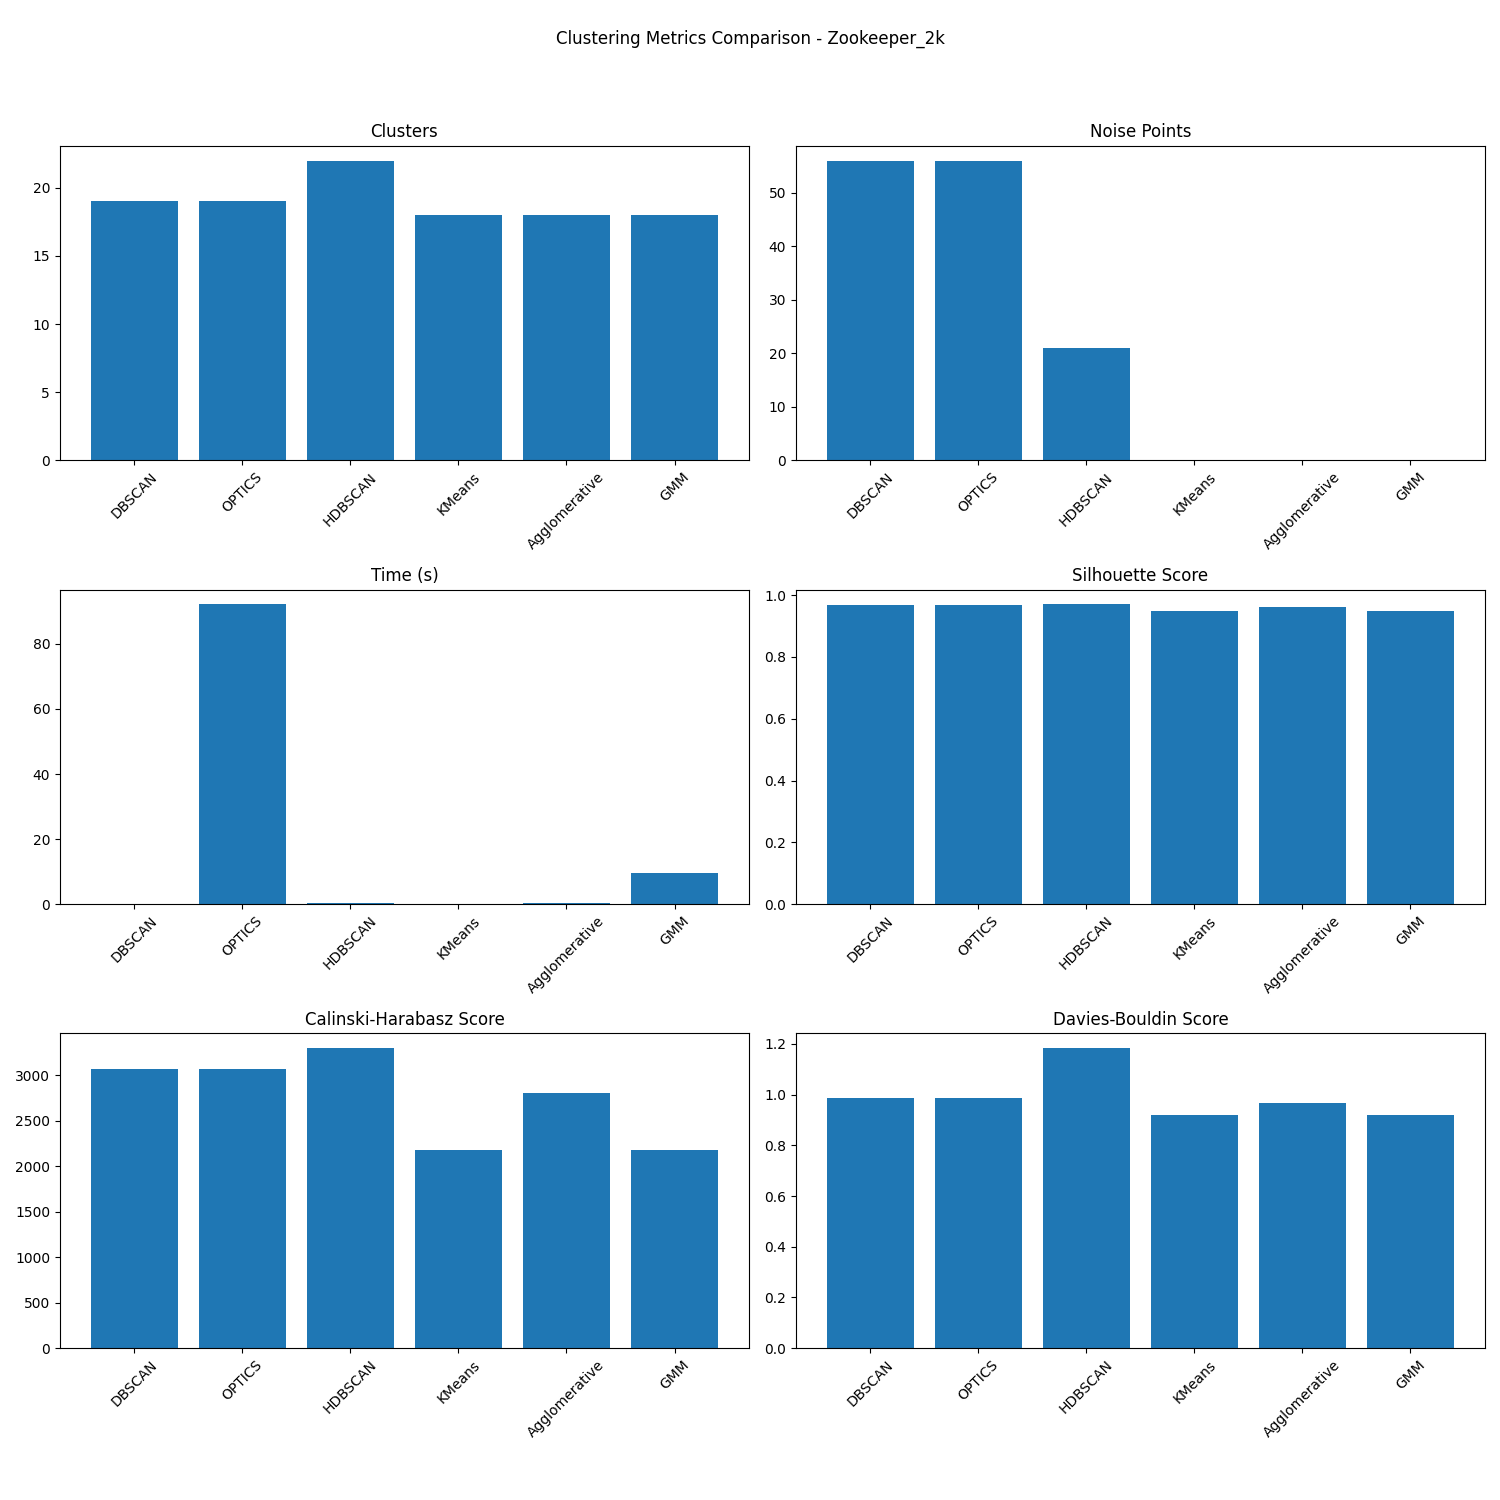 Clustering Metrics Comparison - Zookeeper_2k
Clusters
20
15
10
5
0
DBSCAN
OPTICS
HDBSCAN
KMeans
Agglomerative
GMM
Noise Points
50
40
30
20
10
0
DBSCAN
OPTICS
HDBSCAN
KMeans
Agglomerative
GMM
Time (s)
80
60
40
20
0
DBSCAN
OPTICS
HDBSCAN
KMeans
Agglomerative
GMM
Silhouette Score
1.0
0.8
0.6
0.4
0.2
0.0
DBSCAN
OPTICS
HDBSCAN
KMeans
Agglomerative
GMM
Calinski-Harabasz Score
3000
2500
2000
1500
1000
500
0
DBSCAN
OPTICS
HDBSCAN
KMeans
Agglomerative
GMM
Davies-Bouldin Score
1.2
1.0
0.8
0.6
0.4
0.2
0.0
DBSCAN
OPTICS
HDBSCAN
KMeans
Agglomerative
GMM